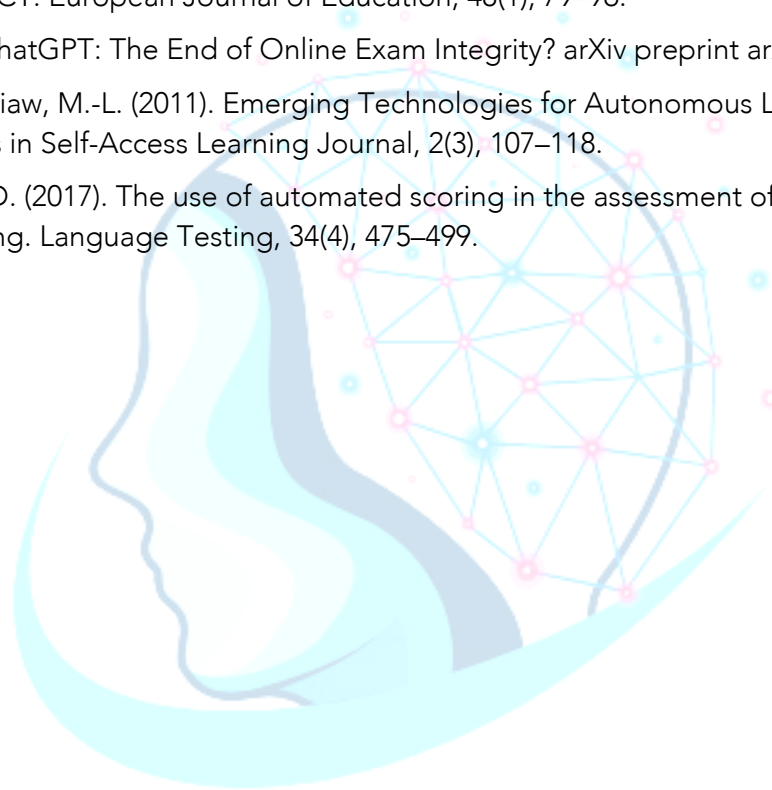 CT. European Journal of Education, 48(1), 79–96.
hatGPT: The End of Online Exam Integrity? arXiv preprint ar
iaw, M.-L. (2011). Emerging Technologies for Autonomous L
s in Self-Access Learning Journal, 2(3), 107–118.
D. (2017). The use of automated scoring in the assessment of
ng. Language Testing, 34(4), 475–499.